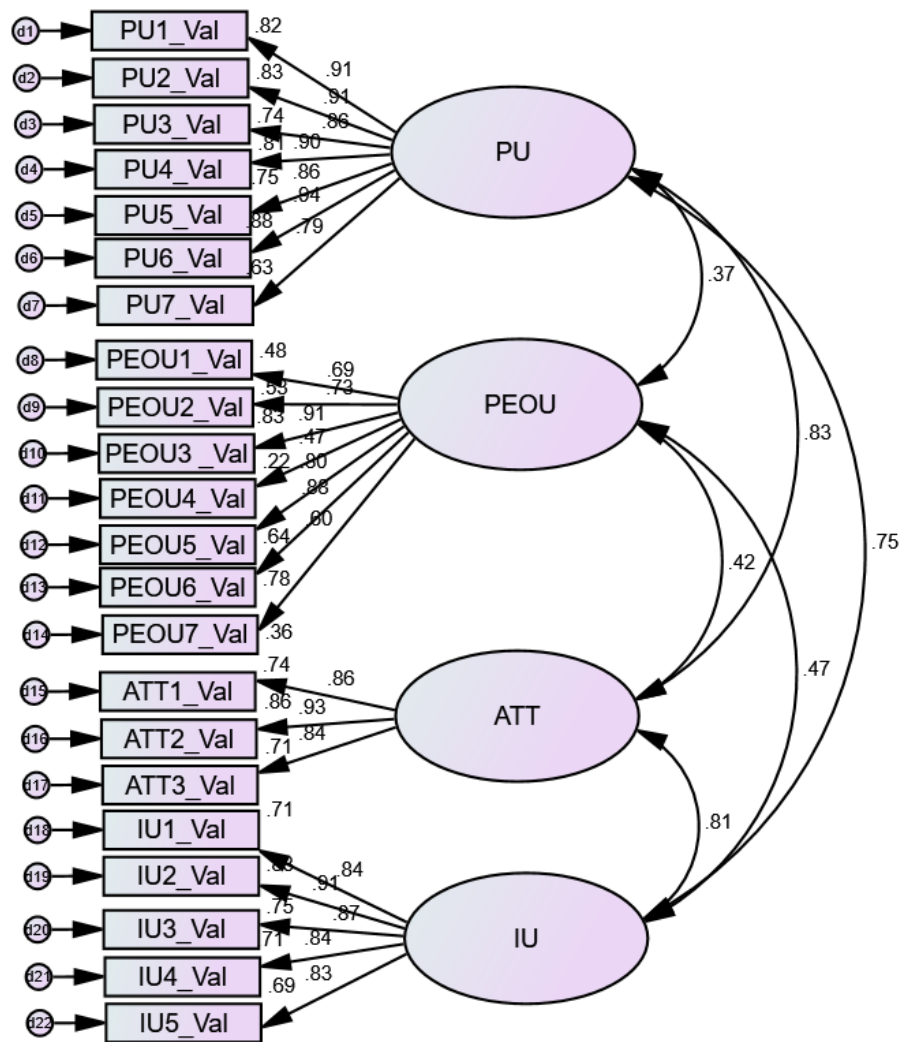 d1 PU1_Val .82
d2 PU2_Val .83 .91
d3 PU3_Val .74 .91
d4 PU4_Val .81 .90 .86
d5 PU5_Val .75 .86
d6 PU6_Val .88 .94
d7 PU7_Val .63 .79
PU
.37
d8 PEOU1_Val .48
d9 PEOU2_Val .53 .69
d10 PEOU3 _Val .83 .91 .73
d11 PEOU4_Val .22 .47
d12 PEOU5_Val .64 .80
d13 PEOU6_Val .78 .88
d14 PEOU7_Val .36 .60
PEOU
.83
.75
.42
.47
d15 ATT1_Val .74 .86
d16 ATT2_Val .86 .93
d17 ATT3_Val .71 .84
ATT
.81
d18 IU1_Val .71
d19 IU2_Val .83 .84
d20 IU3_Val .75 .91
d21 IU4_Val .71 .87
d22 IU5_Val .69 .84
.83
IU